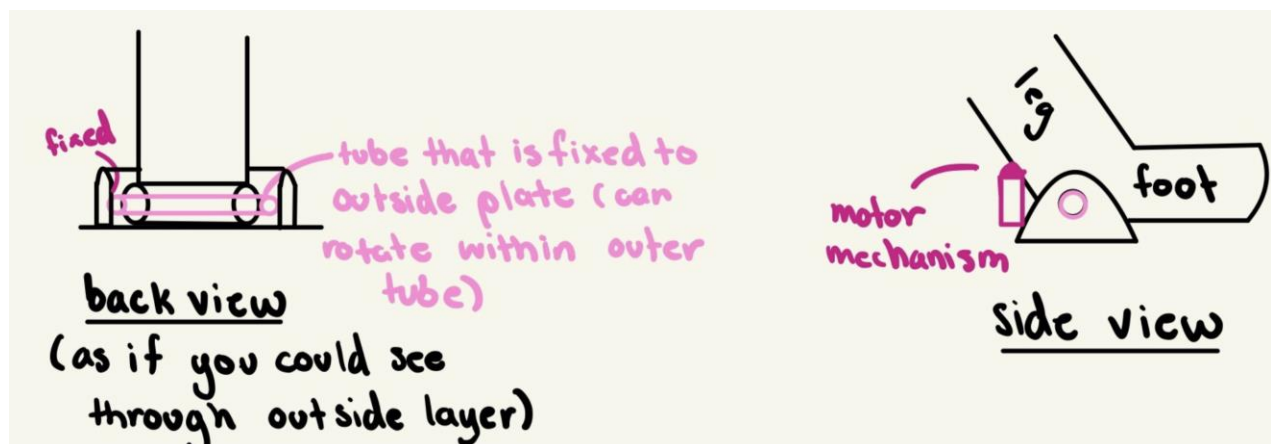 fixed
tube that is fixed to
outside plate (can
rotate within outer
tube)
back view
(as if you could see
through outside layer)
leg
foot
motor
mechanism
side view